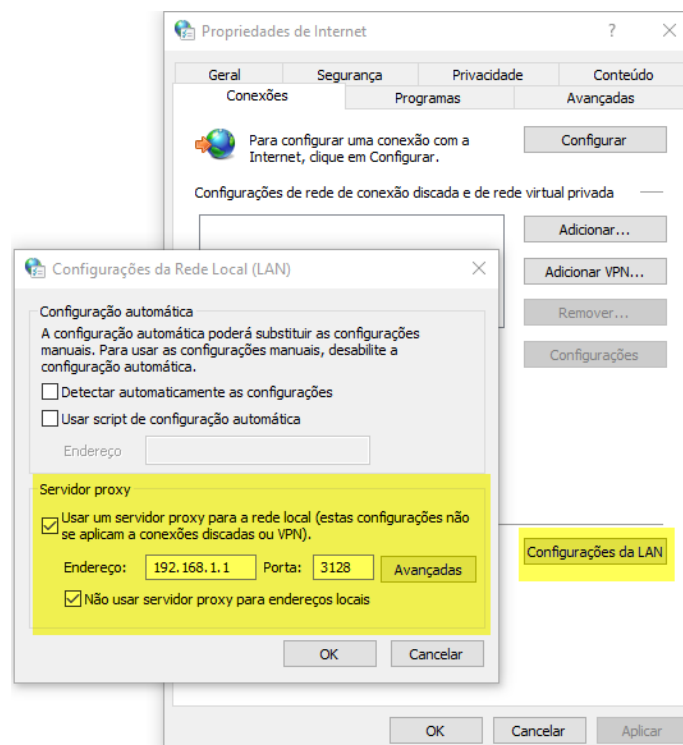 Propriedades de Internet
?
Geral Segurança Privacidade Conteúdo
Conexões Programas Avançadas
Para configurar uma conexão com a
Internet, clique em Configurar.
Configurar
Configurações de rede de conexão discada e de rede virtual privada
Adicionar...
Adicionar VPN...
Remover...
Configurações
Configurações da LAN
OK Cancelar Aplicar
Configurações da Rede Local (LAN)
Configuração automática
A configuração automática poderá substituir as configurações
manuais. Para usar as configurações manuais, desabilite a
configuração automática.
Detectar automaticamente as configurações
Usar script de configuração automática
Endereço
Servidor proxy
Usar um servidor proxy para a rede local (estas configurações não
se aplicam a conexões discadas ou VPN).
Endereço: 192.168.1.1 Porta: 3128 Avançadas
Não usar servidor proxy para endereços locais
OK Cancelar